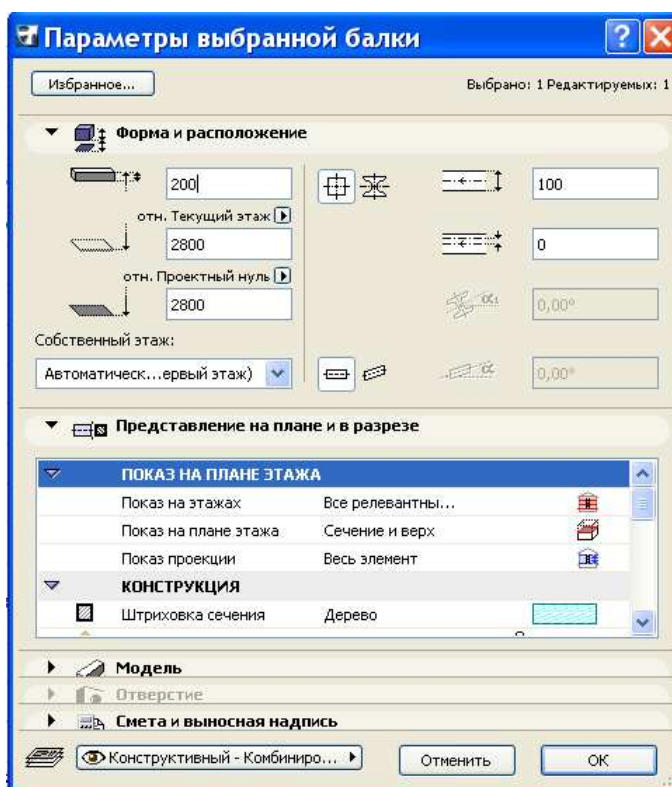 Параметры выбранной балки
Избранное...
Выбрано: 1 Редактируемых: 1
Форма и расположение
200
100
отн. Текущий этаж
2800
0
отн. Проектный нуль
2800
α1
0,00°
Собственный этаж:
Автоматическ...ервый этаж)
α
0,00°
Представление на плане и в разрезе
ПОКАЗ НА ПЛАНЕ ЭТАЖА
Показ на этажах Все релевантны...
Показ на плане этажа Сечение и верх
Показ проекции Весь элемент
КОНСТРУКЦИЯ
Штриховка сечения Дерево
Модель
Отверстие
Смета и выносная надпись
Конструктивный - Комбиниро...
Отменить
ОК